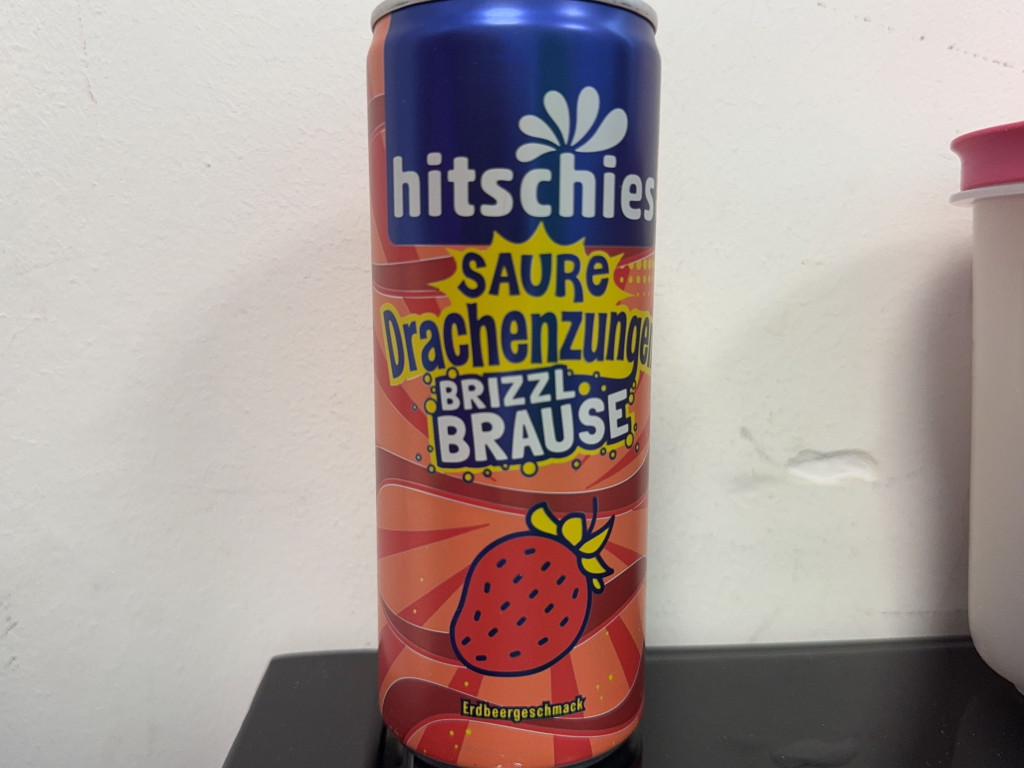 hitschies
SAURE
Drachenzungen
BRIZZL
BRAUSE
Erdbeergeschmack